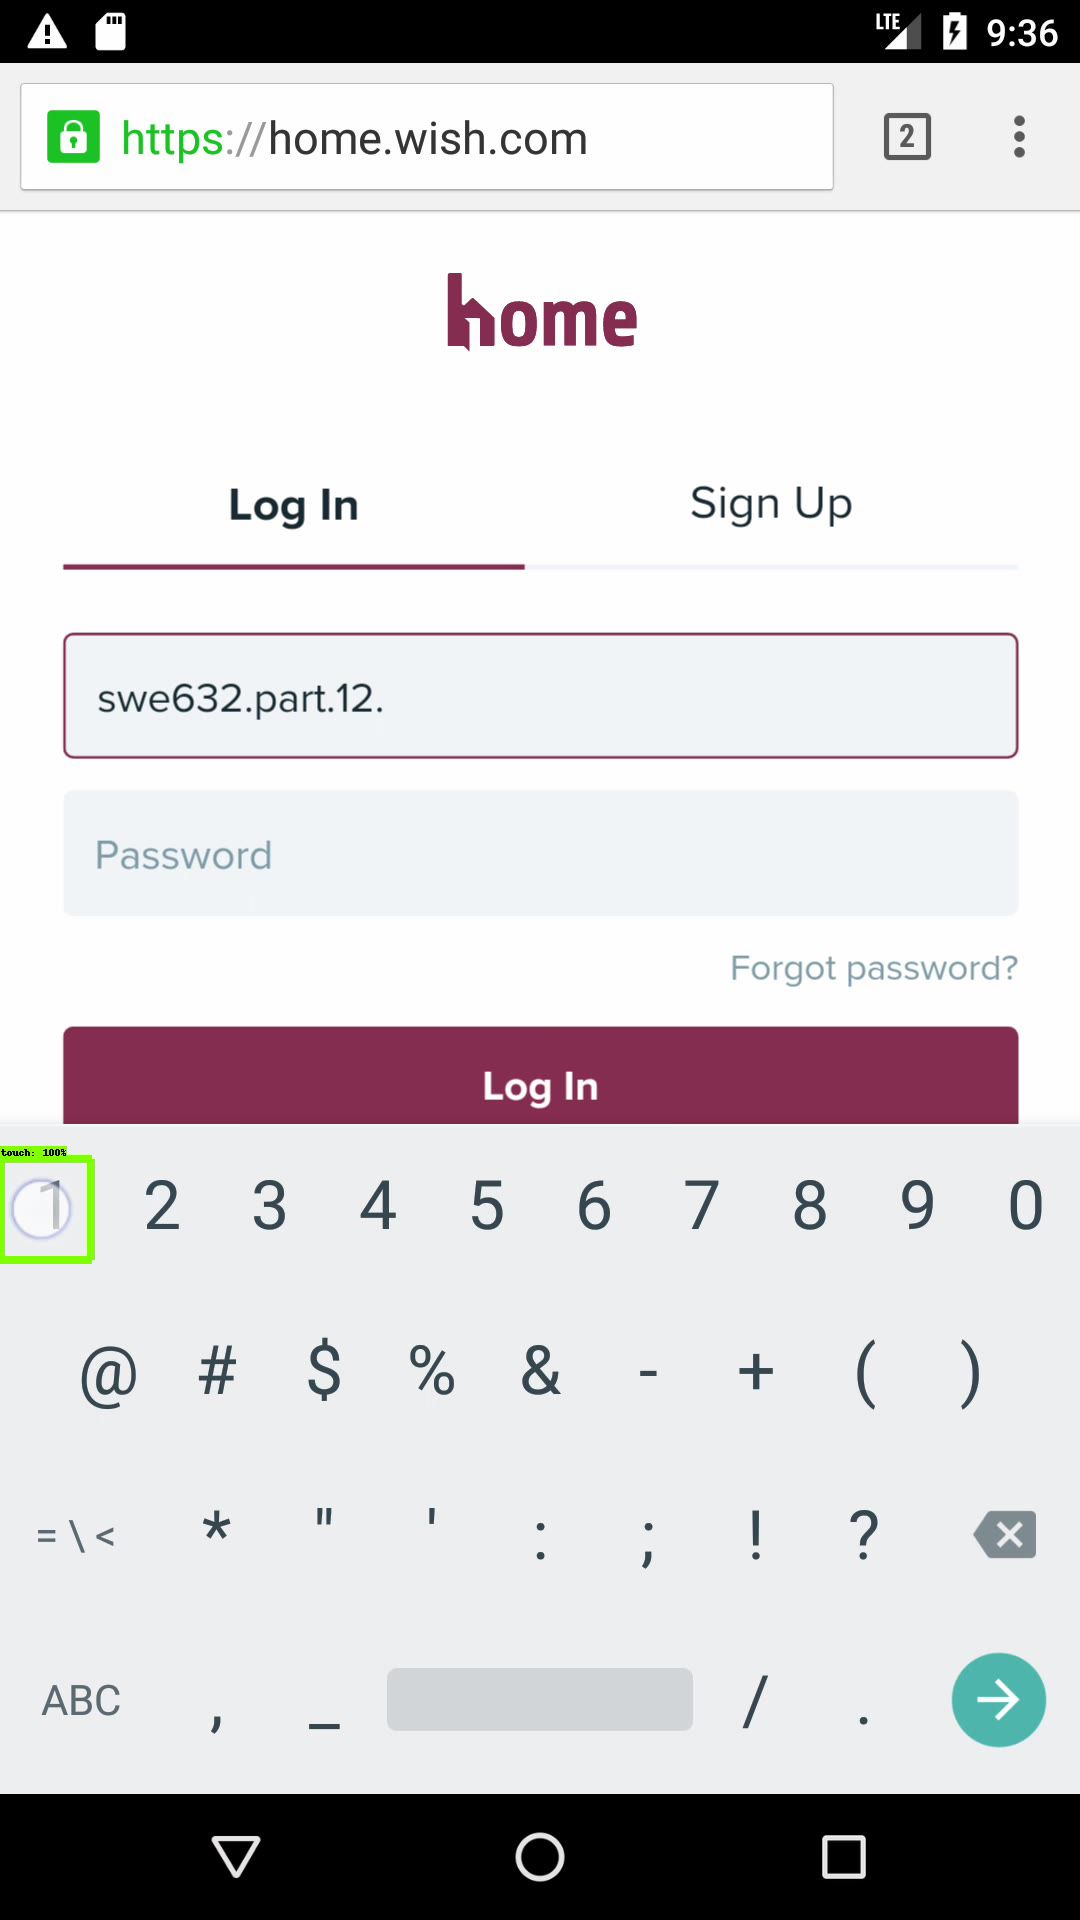 LTE 9:36
https://home.wish.com 2
home
Log In Sign Up
swe632.part.12.
Password
Forgot password?
Log In
touch: 100%
1 2 3 4 5 6 7 8 9 0
@ # $ % & - + ( )
= \ < * " ' : ; ! ?
ABC , _ / .